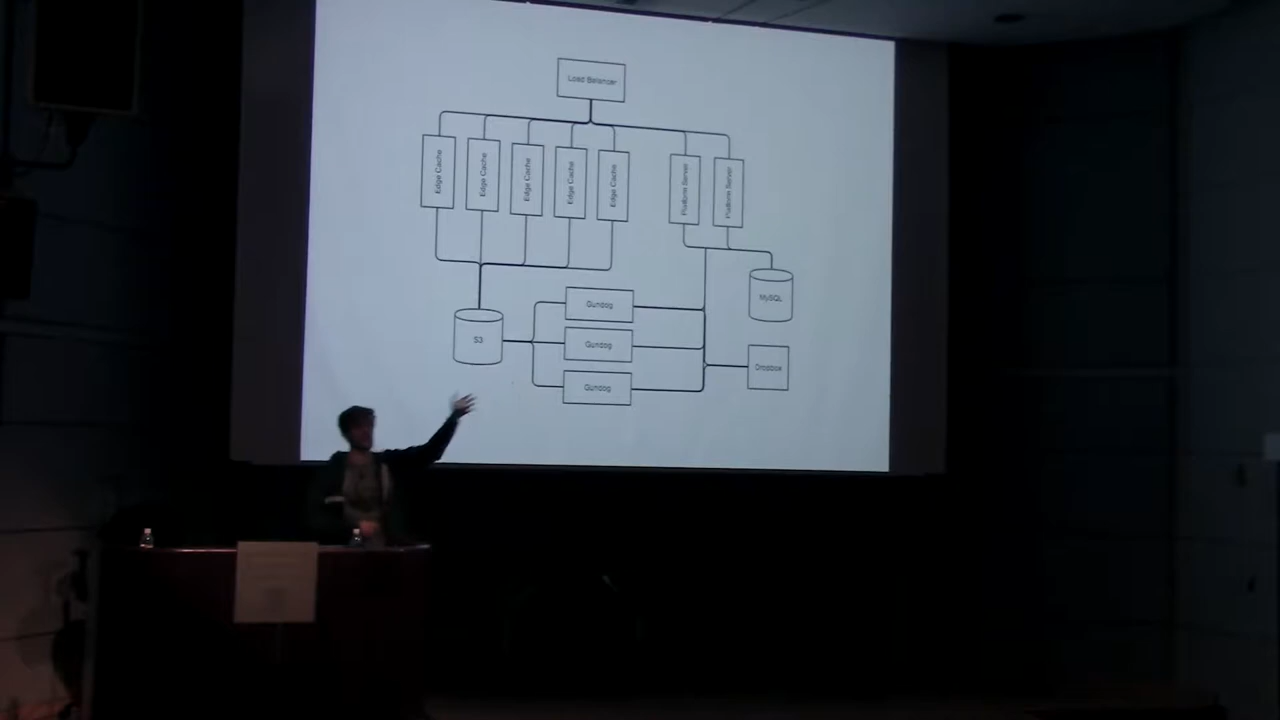 Load Balancer
Edge Cache
Edge Cache
Edge Cache
Edge Cache
Edge Cache
Platform Server
Platform Server
MySQL
Gundog
S3
Gundog
Dropbox
Gundog